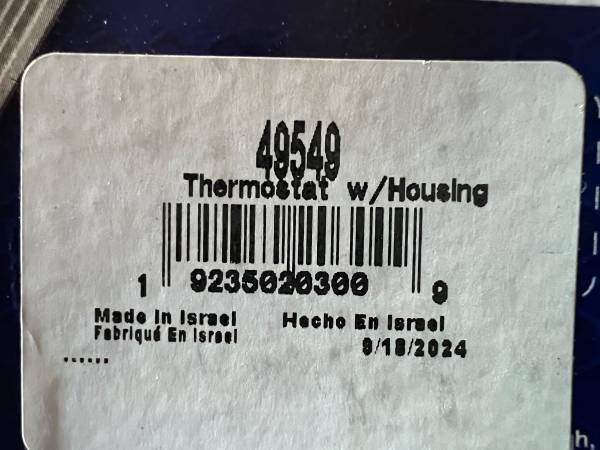 49549
Thermostat w/Housing
1 9235020300 9
Made In Israel Hecho En Israel
Fabriqué En Israel
9/18/2024